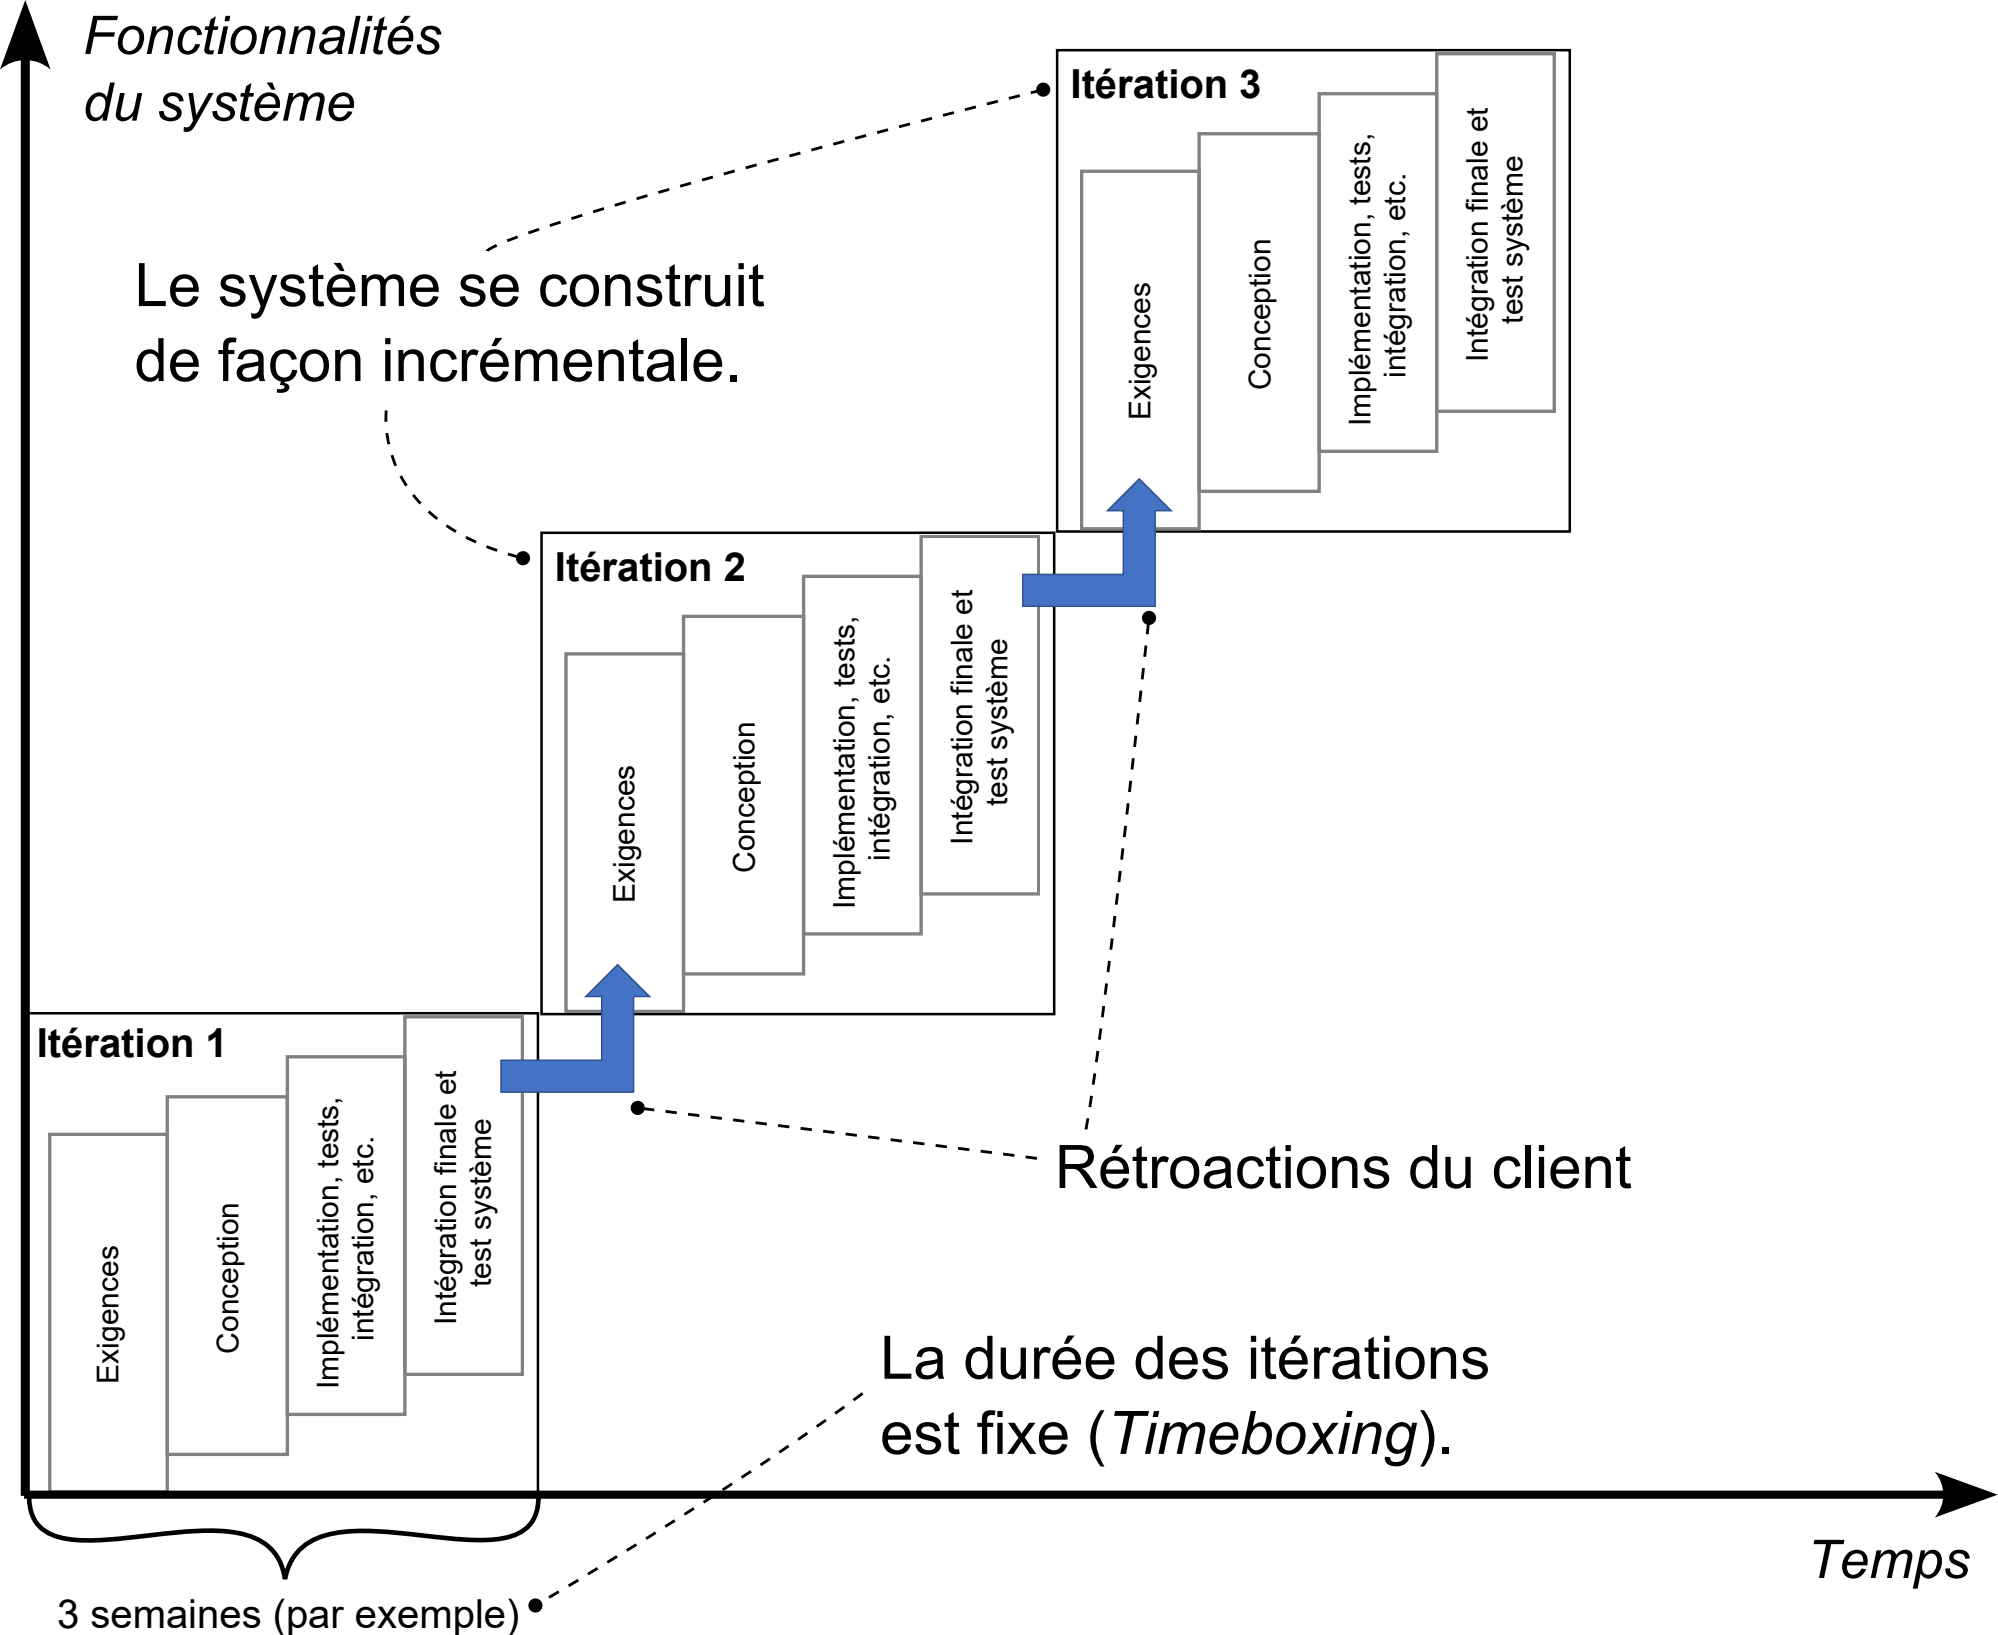 Fonctionnalités
du système
Itération 3
Exigences
Conception
Implémentation, tests,
intégration, etc.
Intégration finale et
test système
Le système se construit
de façon incrémentale.
Itération 2
Exigences
Conception
Implémentation, tests,
intégration, etc.
Intégration finale et
test système
Itération 1
Exigences
Conception
Implémentation, tests,
intégration, etc.
Intégration finale et
test système
Rétroactions du client
La durée des itérations
est fixe (Timeboxing).
Temps
3 semaines (par exemple)